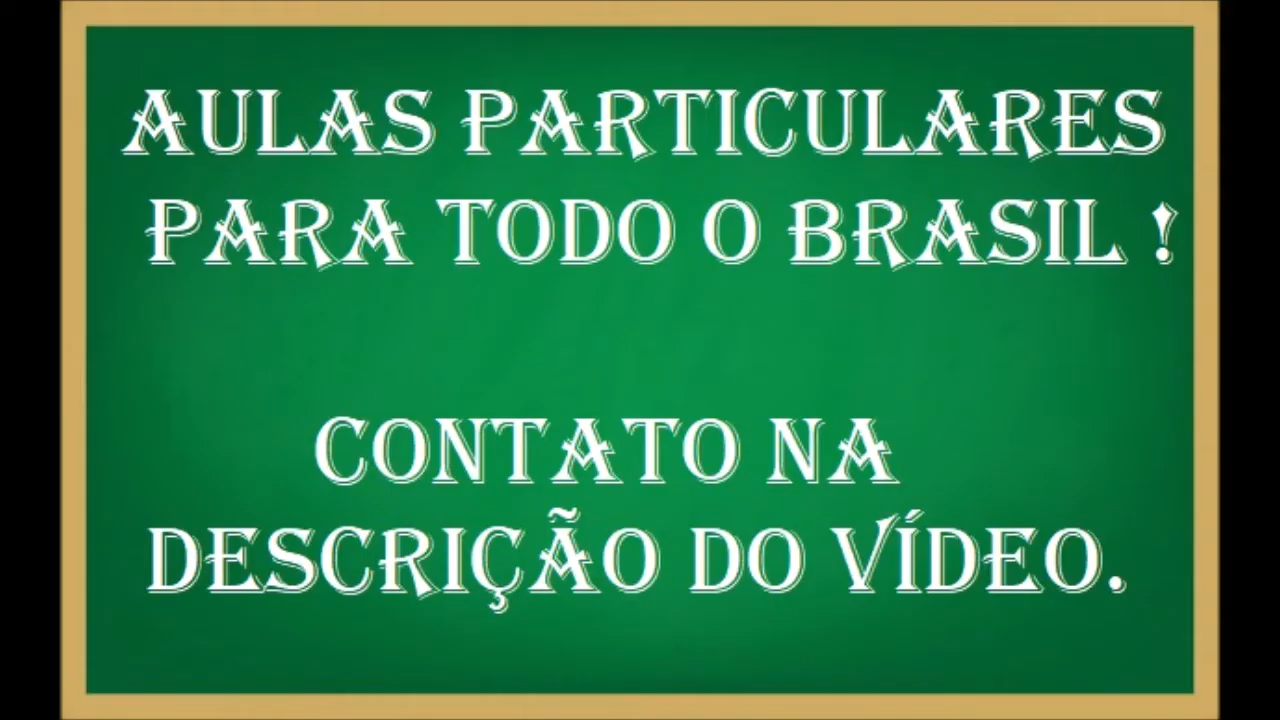 AULAS PARTICULARES
PARA TODO O BRASIL !
CONTATO NA
DESCRIÇÃO DO VÍDEO.